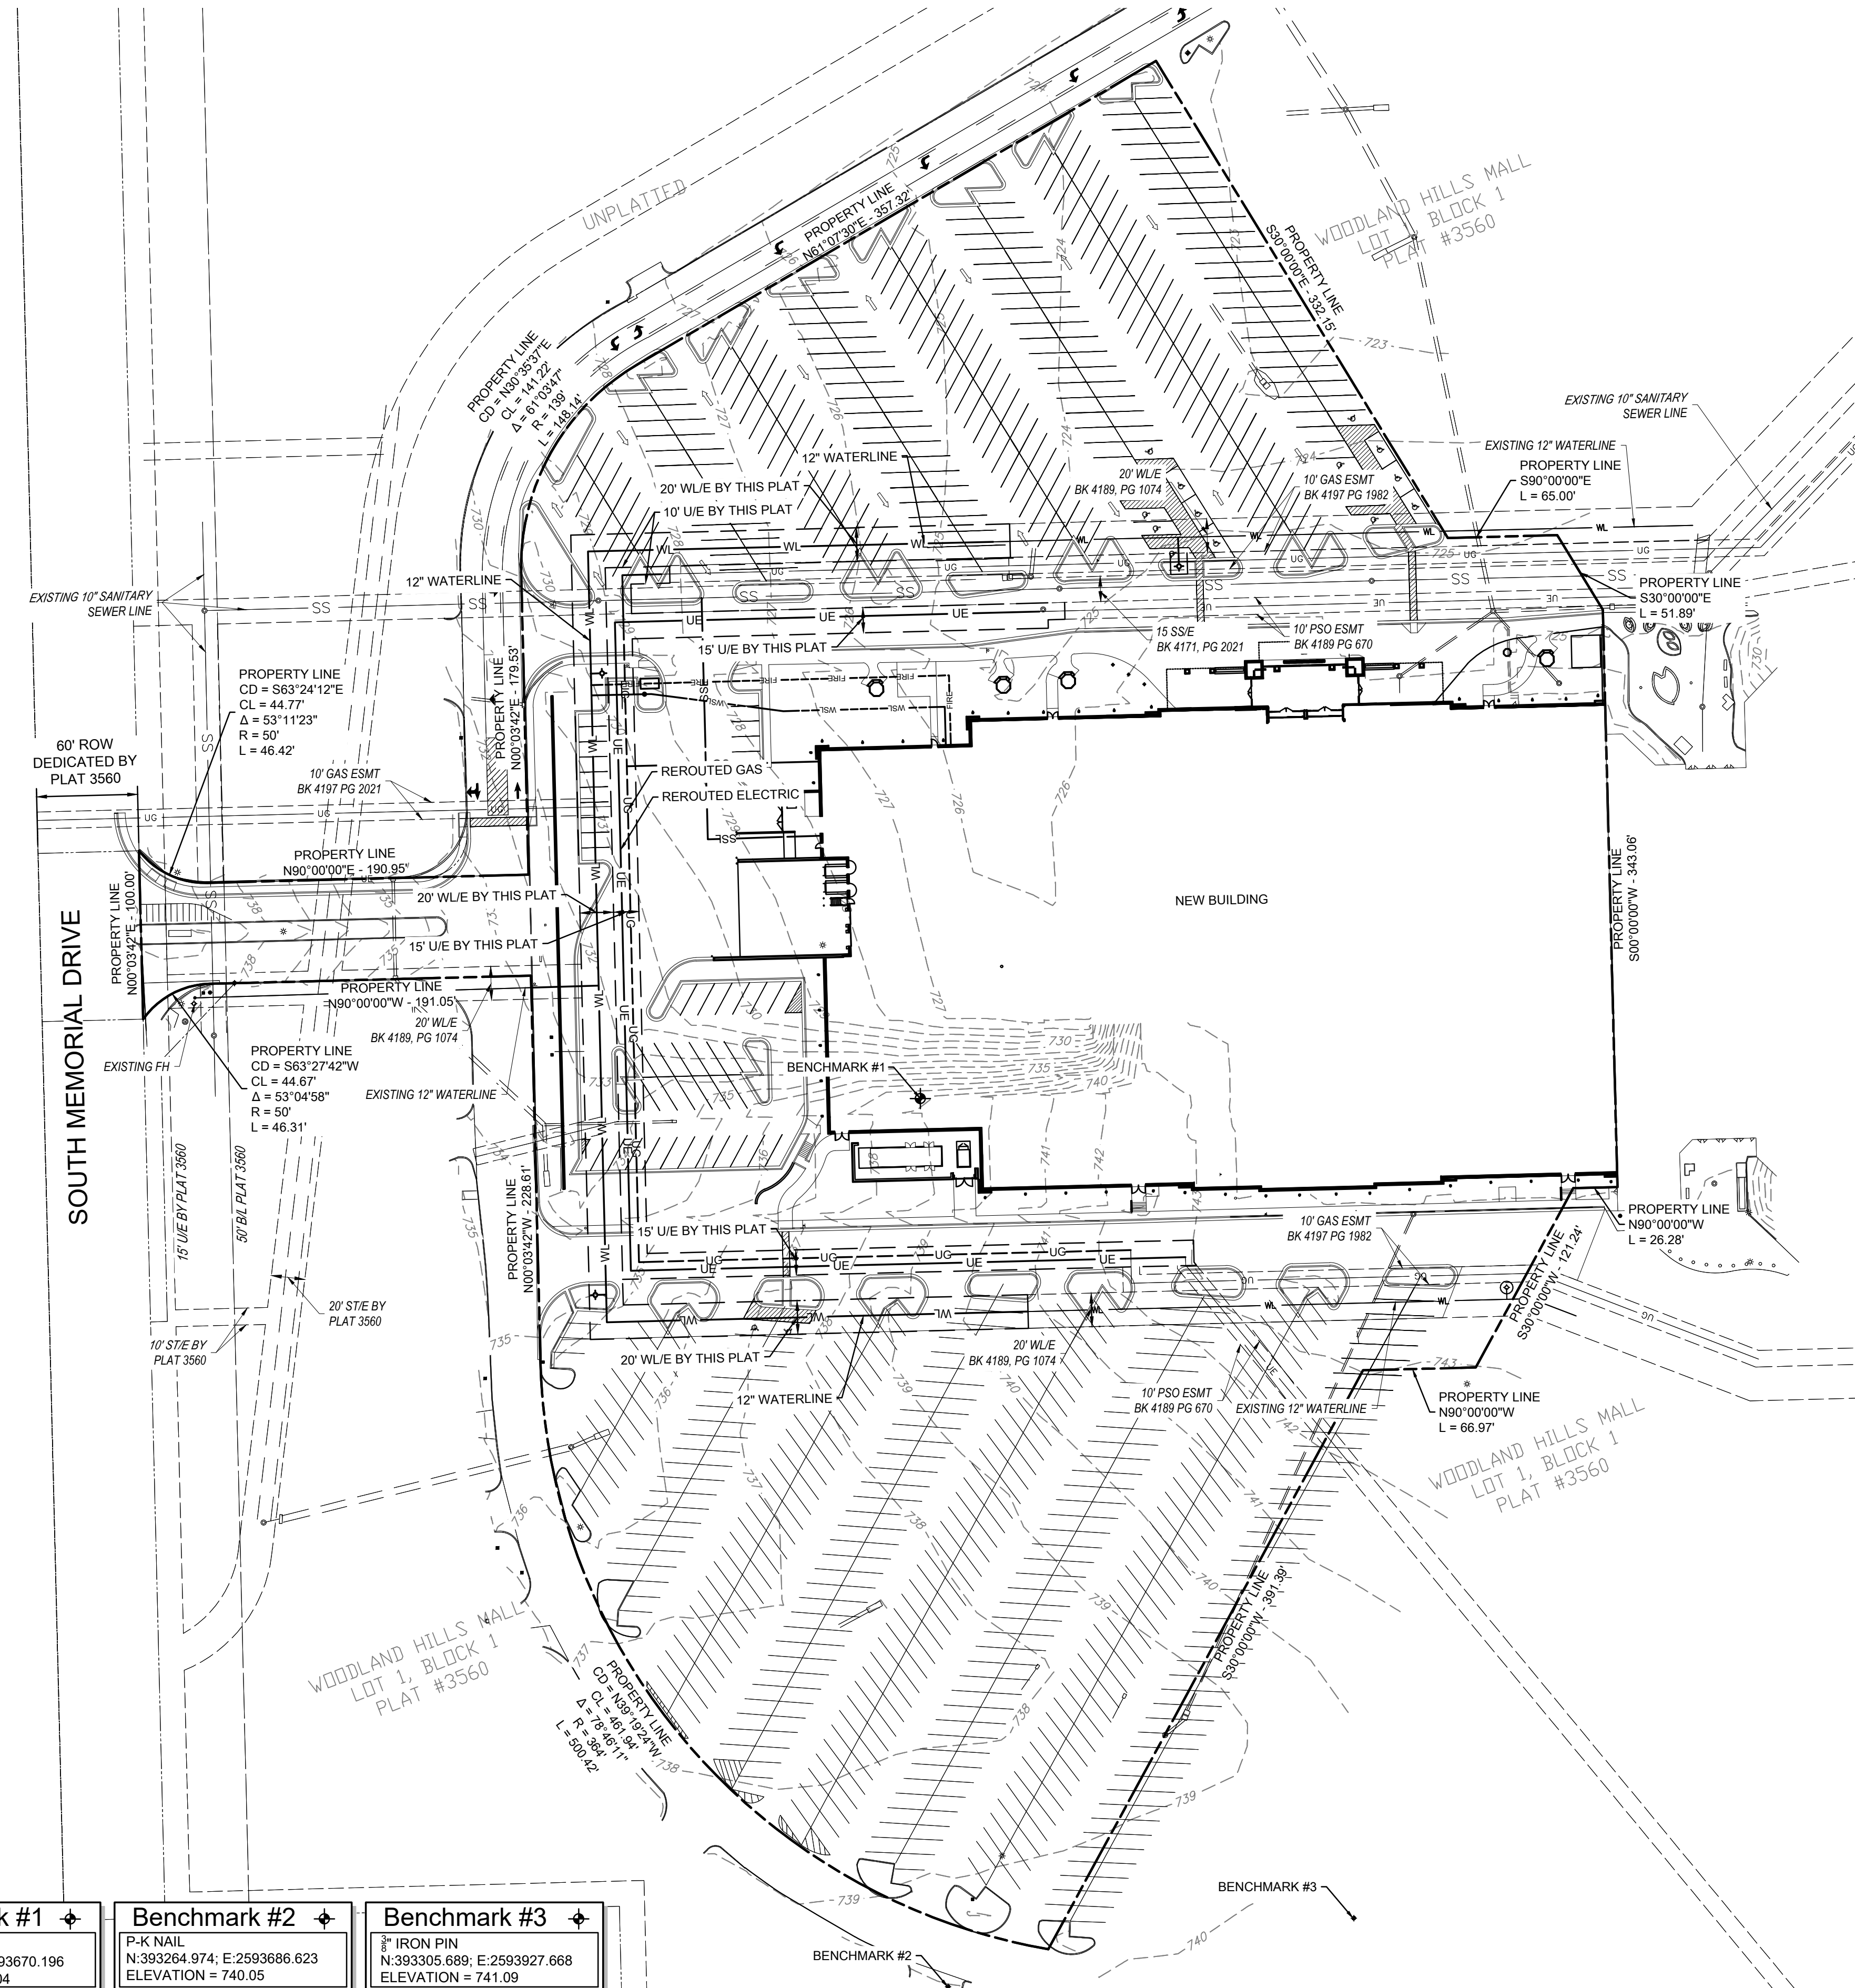 UNPLATTED
PROPERTY LINE
N61°07'30"E - 357.32'
PROPERTY LINE
S30°00'00"E - 332.15'
WOODLAND HILLS MALL
BLOCK 1
PLAT #3560
PROPERTY LINE
CD = N30°35'37"E
CL = 141.22'
Δ = 61°03'47"
R = 139'
L = 148.14'
EXISTING 10" SANITARY
SEWER LINE
EXISTING 12" WATERLINE
PROPERTY LINE
S90°00'00"E
L = 65.00'
12" WATERLINE
20' WL/E BY THIS PLAT
10' U/E BY THIS PLAT
20' WL/E
BK 4189, PG 1074
10' GAS ESMT
BK 4197 PG 1982
12" WATERLINE
EXISTING 10" SANITARY
SEWER LINE
PROPERTY LINE
S30°00'00"E
L = 51.89'
15' U/E BY THIS PLAT
15 SS/E
BK 4171, PG 2021
10' PSO ESMT
BK 4189 PG 670
PROPERTY LINE
N00°03'42"E - 179.53'
PROPERTY LINE
CD = S63°24'12"E
CL = 44.77'
Δ = 53°11'23"
R = 50'
L = 46.42'
60' ROW
DEDICATED BY
PLAT 3560
10' GAS ESMT
BK 4197 PG 2021
REROUTED GAS
REROUTED ELECTRIC
PROPERTY LINE
N90°00'00"E - 190.95'
20' WL/E BY THIS PLAT
15' U/E BY THIS PLAT
NEW BUILDING
PROPERTY LINE
S00°00'00"W - 343.06'
SOUTH MEMORIAL DRIVE
PROPERTY LINE
N00°03'42"E - 100.00'
PROPERTY LINE
N90°00'00"W - 191.05'
20' WL/E
BK 4189, PG 1074
EXISTING FH
PROPERTY LINE
CD = S63°27'42"W
CL = 44.67'
Δ = 53°04'58"
R = 50'
L = 46.31'
EXISTING 12" WATERLINE
BENCHMARK #1
15' U/E BY PLAT 3560
50' B/L PLAT 3560
PROPERTY LINE
N00°03'42"W - 228.61'
15' U/E BY THIS PLAT
10' GAS ESMT
BK 4197 PG 1982
PROPERTY LINE
N90°00'00"W
L = 26.28'
PROPERTY LINE
S30°00'00"W - 121.24'
20' ST/E BY
PLAT 3560
10' ST/E BY
PLAT 3560
20' WL/E BY THIS PLAT
20' WL/E
BK 4189, PG 1074
12" WATERLINE
10' PSO ESMT
BK 4189 PG 670
EXISTING 12" WATERLINE
PROPERTY LINE
N90°00'00"W
L = 66.97'
WOODLAND HILLS MALL
LOT 1, BLOCK 1
PLAT #3560
PROPERTY LINE
S30°00'00"W - 391.39'
WOODLAND HILLS MALL
LOT 1, BLOCK 1
PLAT #3560
PROPERTY LINE
CD = N39°19'24"W
CL = 461.94'
Δ = 78°46'11"
R = 364'
L = 500.42'
BENCHMARK #3
BENCHMARK #2
#1
93670.196
04
Benchmark #2
P-K NAIL
N:393264.974; E:2593686.623
ELEVATION = 740.05
Benchmark #3
3/8" IRON PIN
N:393305.689; E:2593927.668
ELEVATION = 741.09